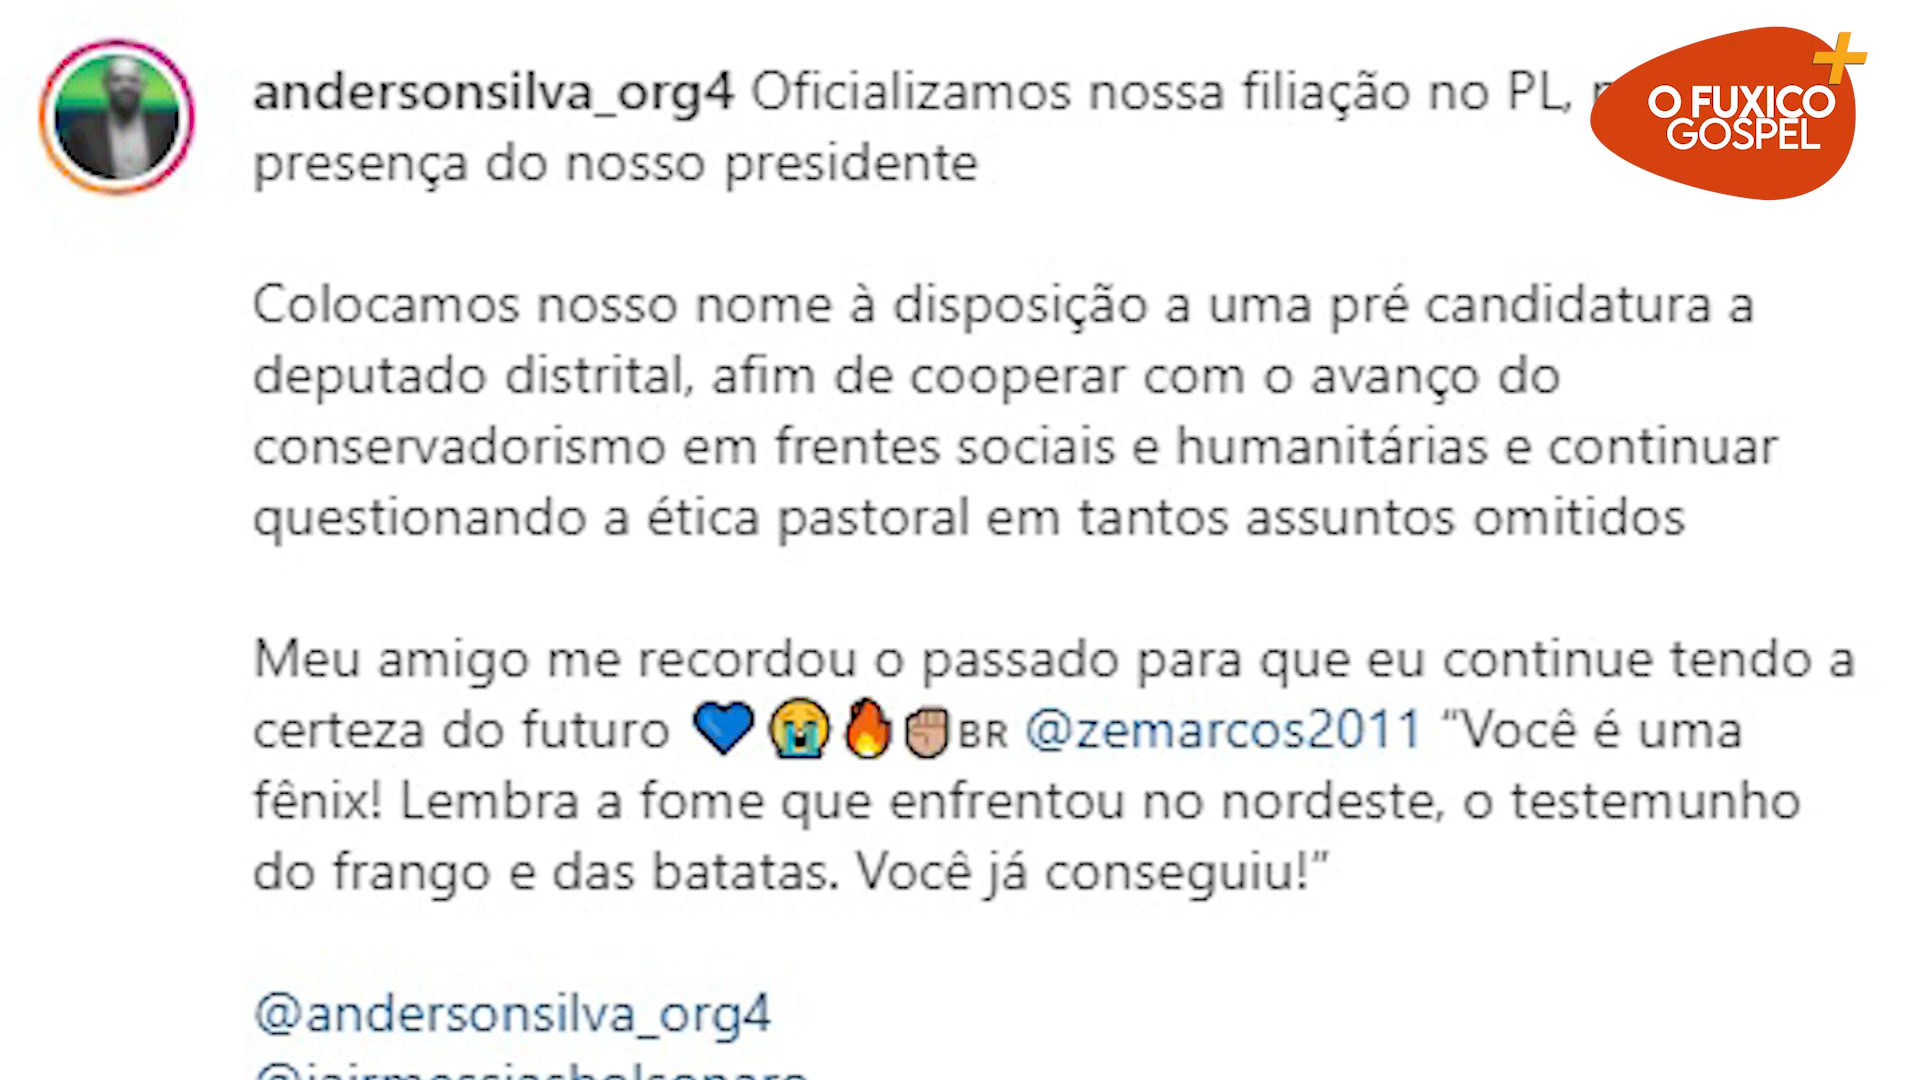 andersonsilva_org4 Oficializamos nossa filiação no PL,
presença do nosso presidente
Colocamos nosso nome à disposição a uma pré candidatura a
deputado distrital, afim de cooperar com o avanço do
conservadorismo em frentes sociais e humanitárias e continuar
questionando a ética pastoral em tantos assuntos omitidos
Meu amigo me recordou o passado para que eu continue tendo a
certeza do futuro 💙😭🔥✊🏽BR @zemarcos2011 “Você é uma
fênix! Lembra a fome que enfrentou no nordeste, o testemunho
do frango e das batatas. Você já conseguiu!”
@andersonsilva_org4
@jairmessiasbolsonaro
O FUXICO
GOSPEL